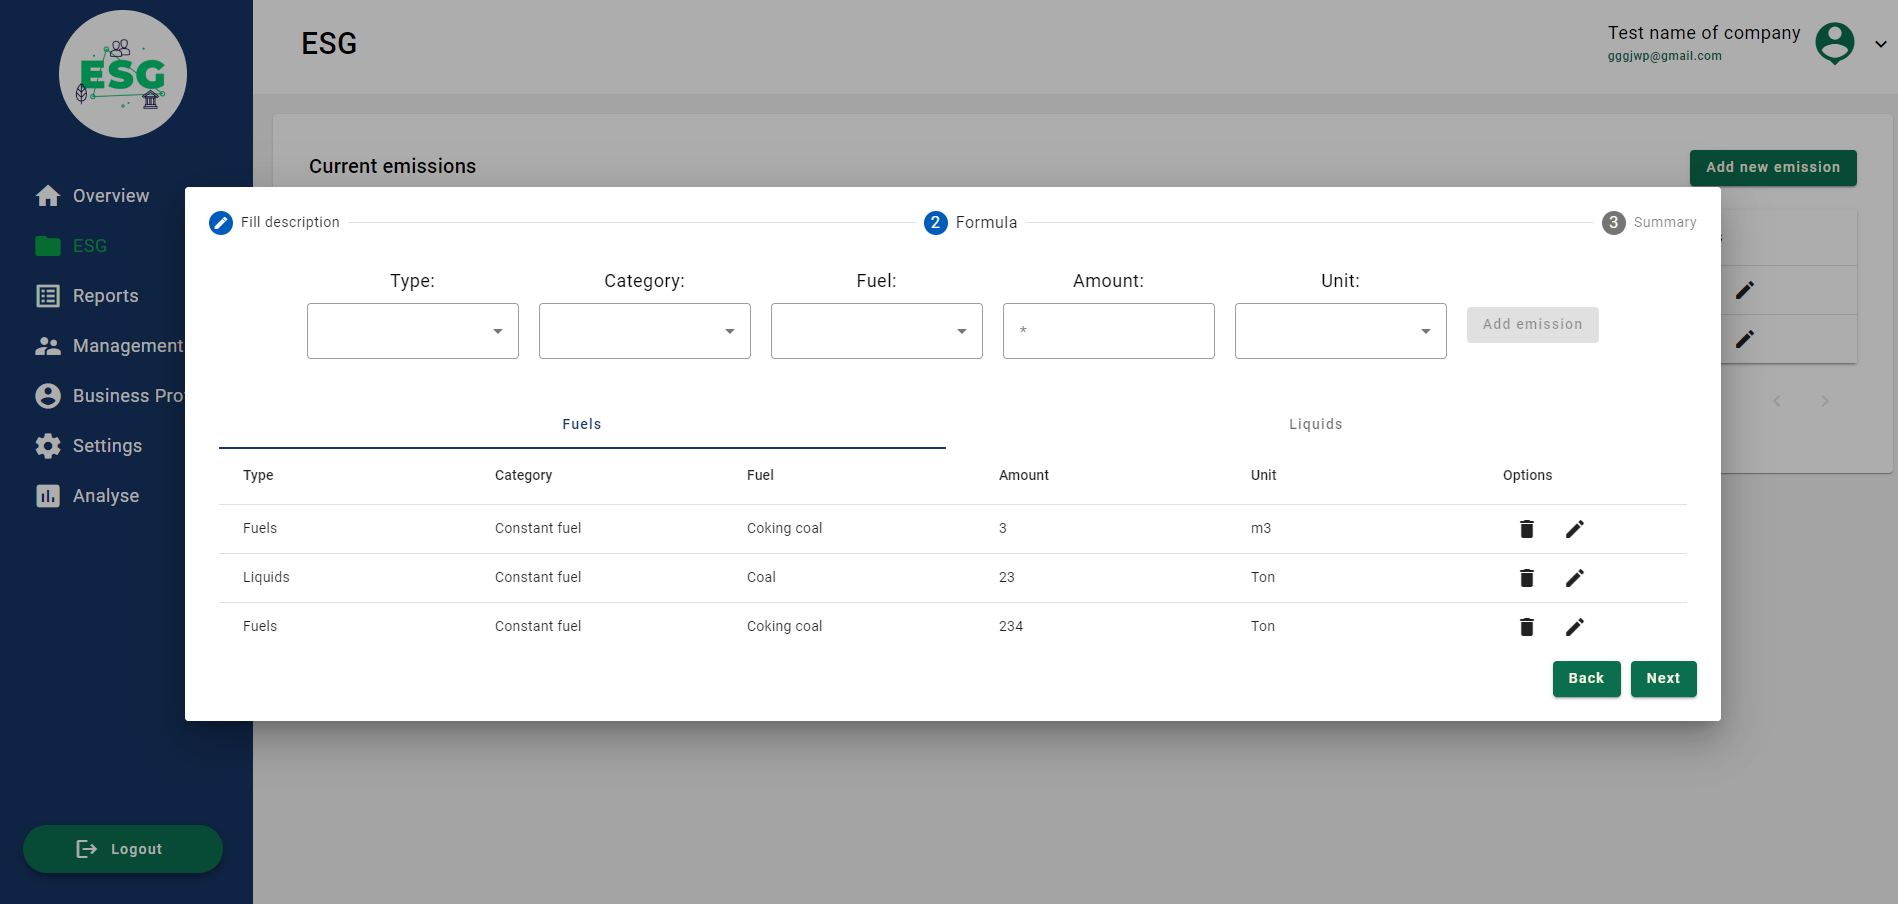 ESG
ESG
Test name of company
gggjwp@gmail.com
Current emissions
Add new emission
Overview
ESG
Reports
Management
Business Pro
Settings
Analyse
Logout
Fill description
2 Formula
3 Summary
Type: Category: Fuel: Amount: Unit:
*
Add emission
Fuels Liquids
Type Category Fuel Amount Unit Options
Fuels Constant fuel Coking coal 3 m3
Liquids Constant fuel Coal 23 Ton
Fuels Constant fuel Coking coal 234 Ton
Back Next